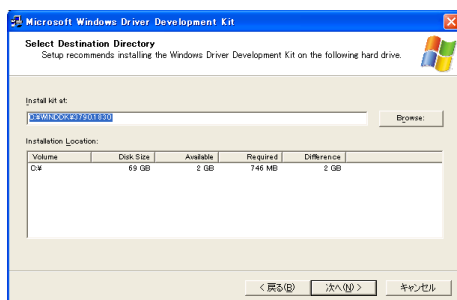 Microsoft Windows Driver Development Kit
Select Destination Directory
Setup recommends installing the Windows Driver Development Kit on the following hard drive.
Install kit at:
C:¥WINDDK¥3790.1830
Browse:
Installation Location:
Volume Disk Size Available Required Difference
C:¥ 69 GB 2 GB 746 MB 2 GB
< 戻る(B) 次へ(N) > キャンセル